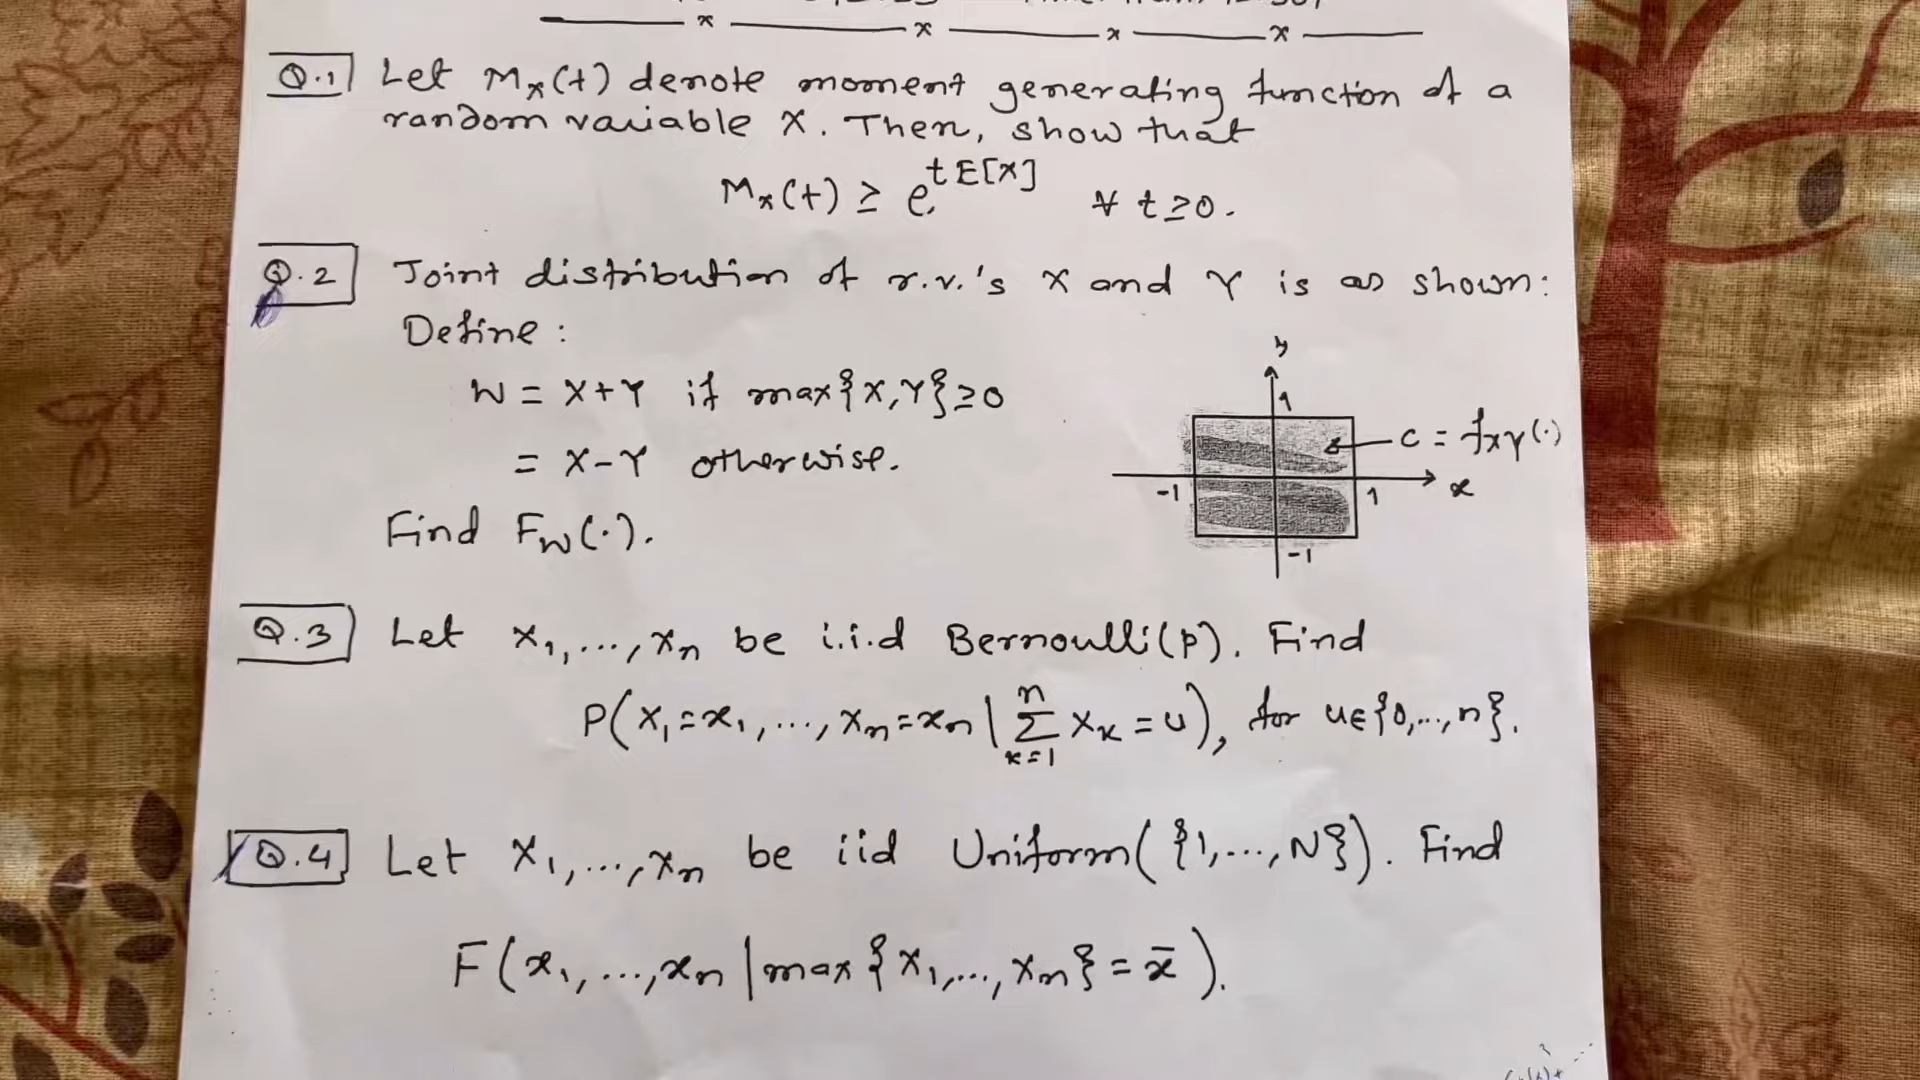 x x x x
Q.1 Let Mx(t) denote moment generating function of a
random variable X. Then, show that
Mx(t) ≥ e^{tE[X]} ∀ t≥0.
Q.2 Joint distribution of r.v.'s X and Y is as shown:
Define:
W = X+Y if max{X,Y}≥0
= X-Y otherwise.
Find FW(·).
y
1
c = fXY(·)
-1 1 x
-1
Q.3 Let X1,...,Xn be i.i.d Bernoulli(p). Find
P(X1=x1,...,Xn=xn | n∑k=1 Xk = u), for u∈{0,...,n}.
Q.4 Let X1,...,Xn be iid Uniform({1,...,N}). Find
F(x1,...,xn | max{X1,...,Xn} = x̄).